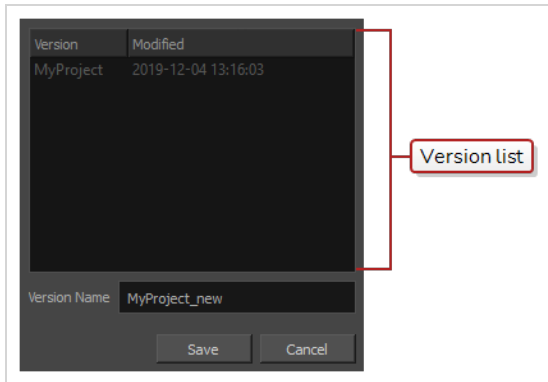 Version Modified
MyProject 2019-12-04 13:16:03
Version list
Version Name MyProject_new
Save Cancel